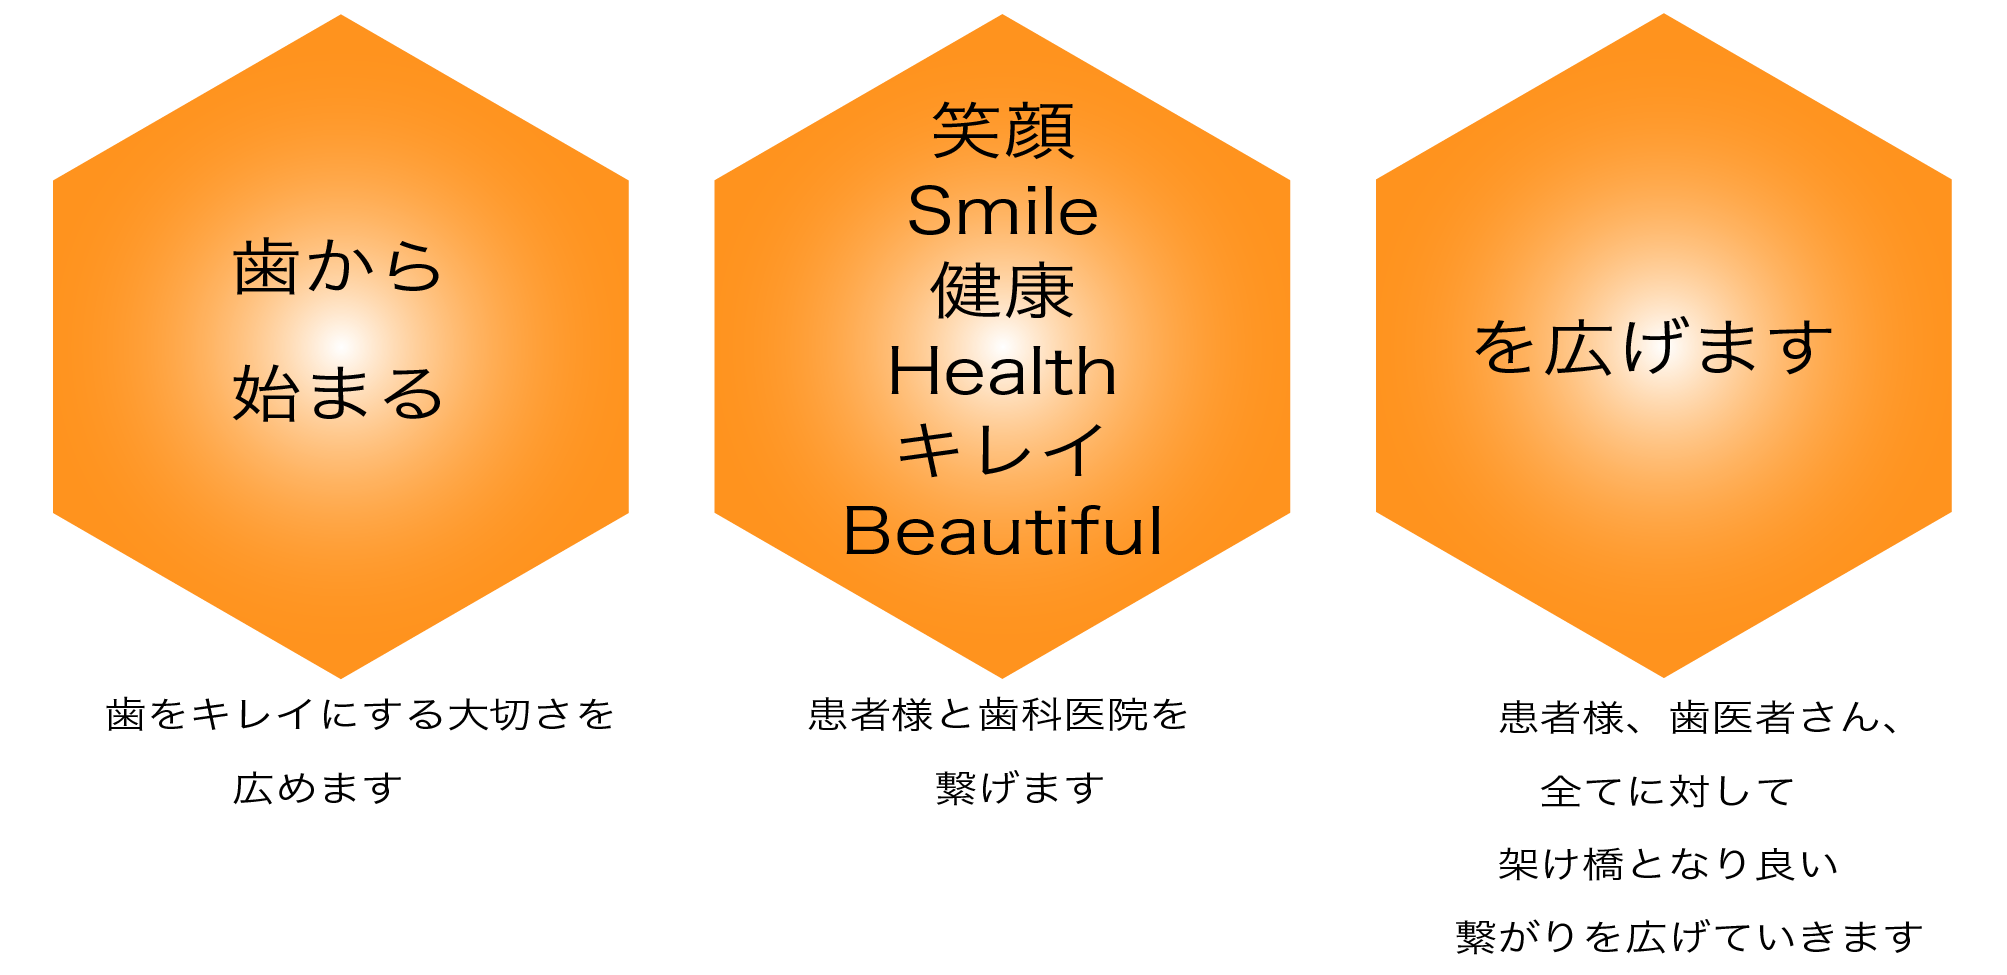 歯から
始まる
歯をキレイにする大切さを
広めます
笑顔
Smile
健康
Health
キレイ
Beautiful
患者様と歯科医院を
繋げます
を広げます
患者様、歯医者さん、
全てに対して
架け橋となり良い
繋がりを広げていきます